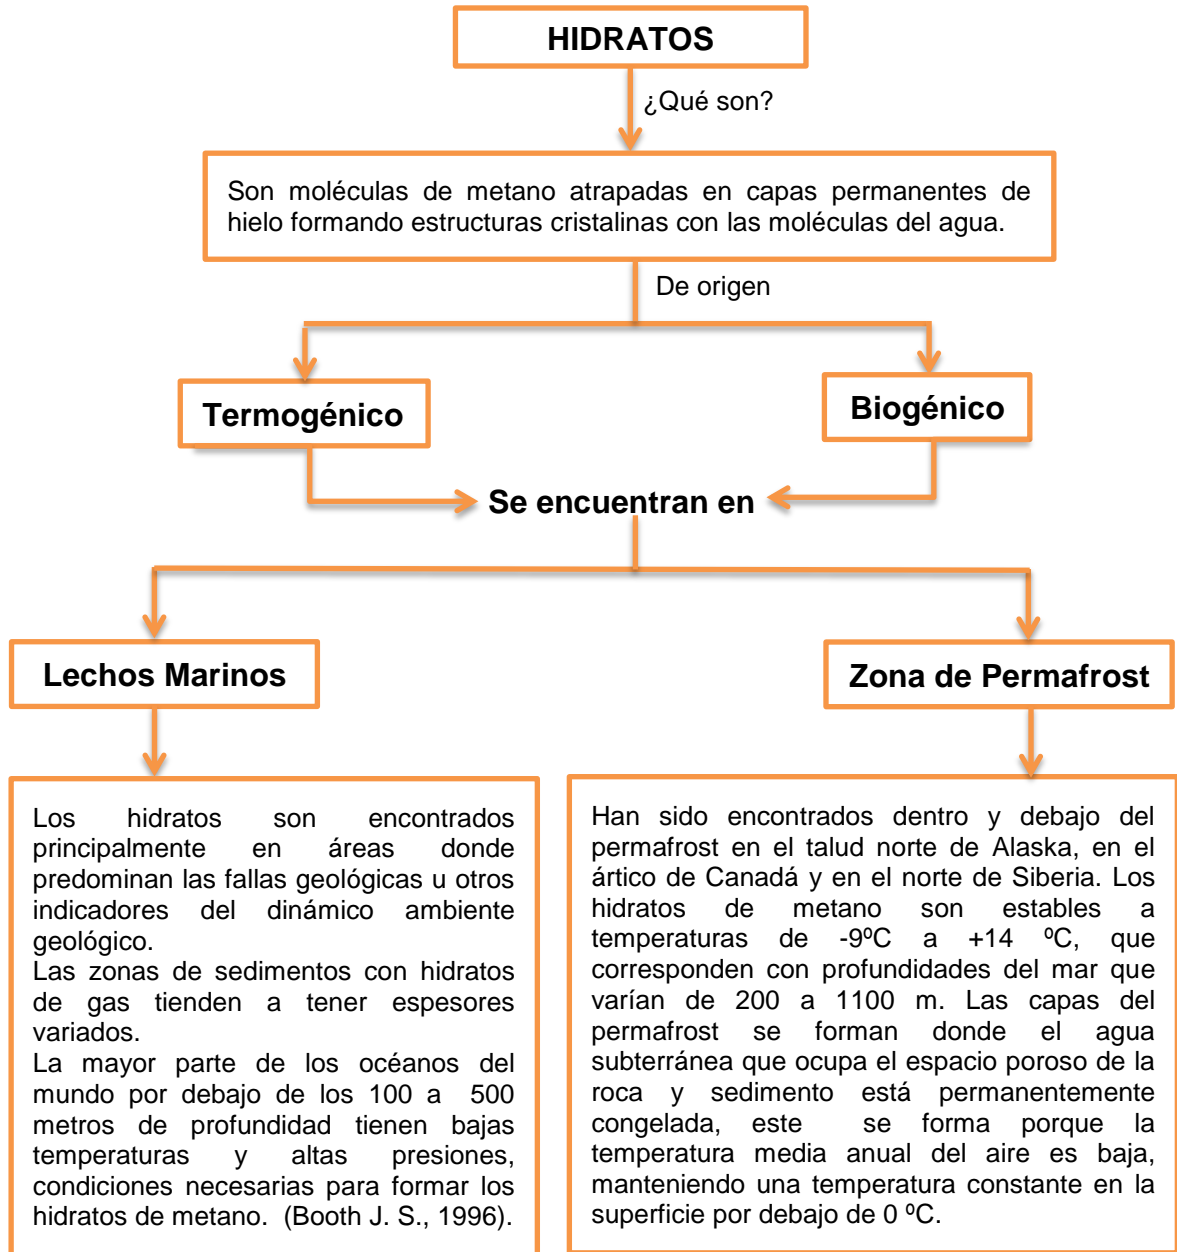 HIDRATOS
¿Qué son?
Son moléculas de metano atrapadas en capas permanentes de
hielo formando estructuras cristalinas con las moléculas del agua.
De origen
Termogénico
Biogénico
Se encuentran en
Lechos Marinos
Zona de Permafrost
Los hidratos son encontrados
principalmente en áreas donde
predominan las fallas geológicas u otros
indicadores del dinámico ambiente
geológico.
Las zonas de sedimentos con hidratos
de gas tienden a tener espesores
variados.
La mayor parte de los océanos del
mundo por debajo de los 100 a 500
metros de profundidad tienen bajas
temperaturas y altas presiones,
condiciones necesarias para formar los
hidratos de metano. (Booth J. S., 1996).
Han sido encontrados dentro y debajo del
permafrost en el talud norte de Alaska, en el
ártico de Canadá y en el norte de Siberia. Los
hidratos de metano son estables a
temperaturas de -9ºC a +14 ºC, que
corresponden con profundidades del mar que
varían de 200 a 1100 m. Las capas del
permafrost se forman donde el agua
subterránea que ocupa el espacio poroso de la
roca y sedimento está permanentemente
congelada, este se forma porque la
temperatura media anual del aire es baja,
manteniendo una temperatura constante en la
superficie por debajo de 0 ºC.